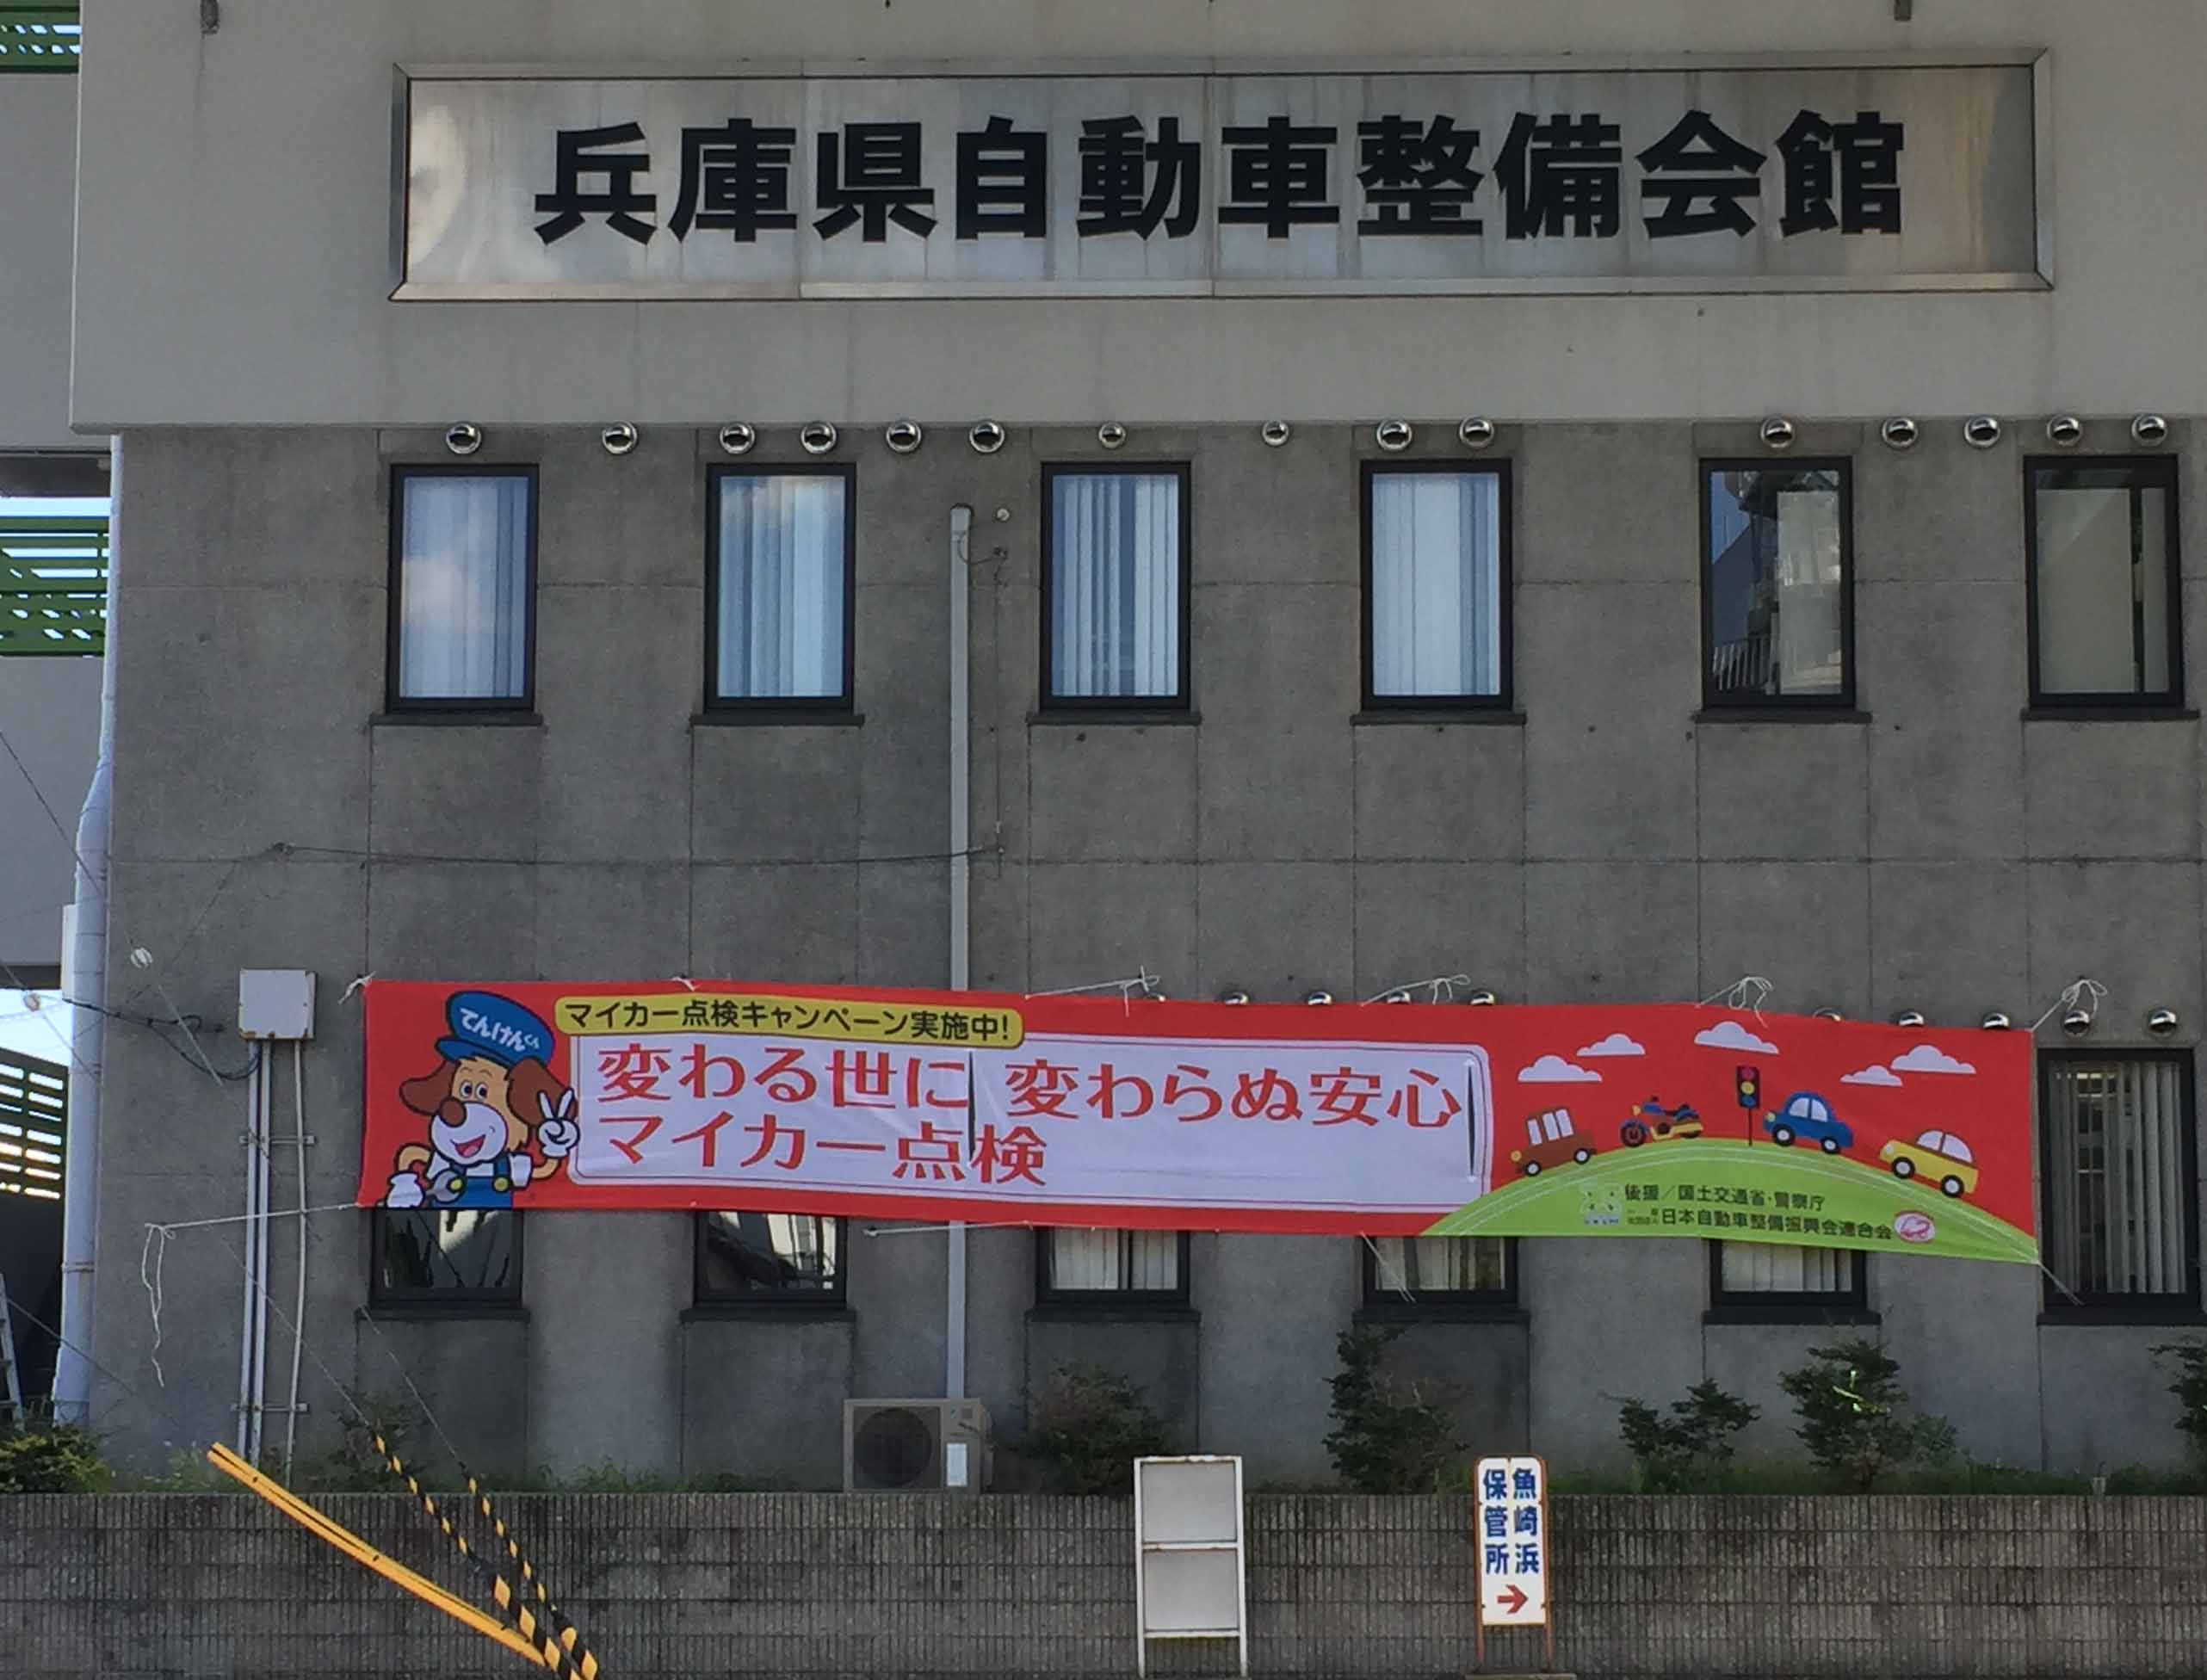 兵庫県自動車整備会館
てんけんくん
マイカー点検キャンペーン実施中!
変わる世に 変わらぬ安心
マイカー点検
後援／国土交通省・警察庁
日本自動車整備振興会連合会
魚崎浜
保管所
→